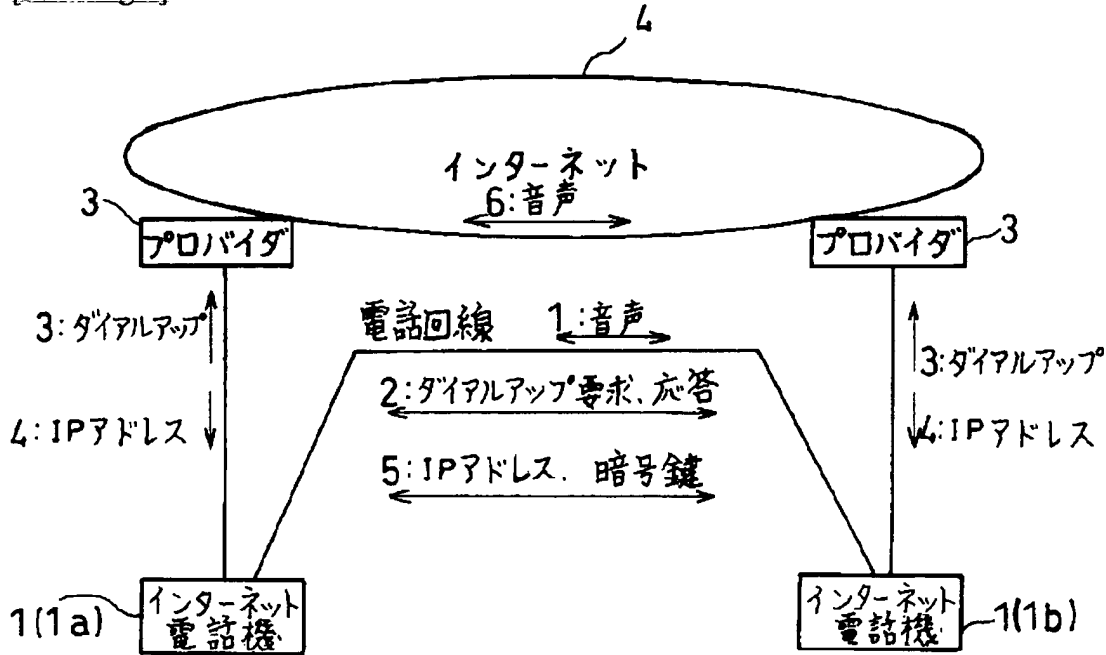 4
インターネット
6:音声
3
プロバイダ
プロバイダ
3
3:ダイアルアップ
電話回線
1:音声
3:ダイアルアップ
2:ダイアルアップ要求、応答
4:IPアドレス
4:IPアドレス
5:IPアドレス、暗号鍵
1(1a)
インターネット
電話機
インターネット
電話機
1(1b)